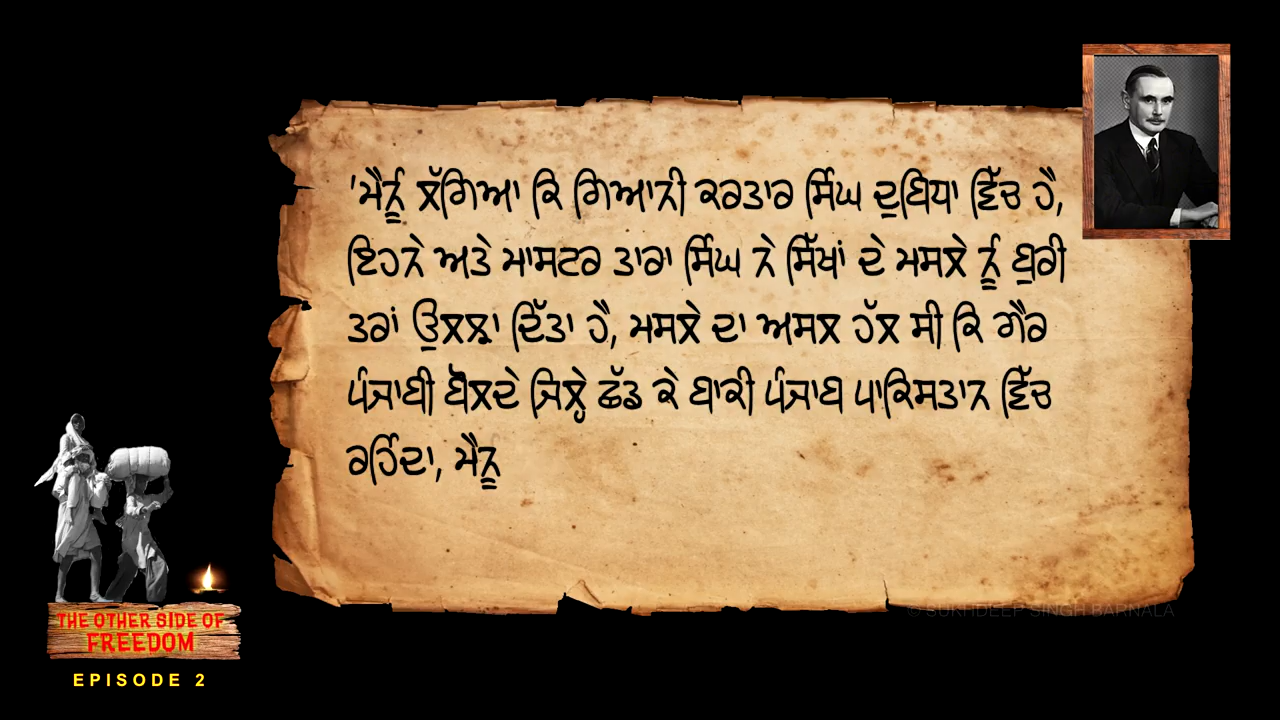 'ਮੈਨੂੰ ਲੱਗਿਆ ਕਿ ਗਿਆਨੀ ਕਰਤਾਰ ਸਿੰਘ ਦੁਬਿਧਾ ਵਿੱਚ ਹੈ,
ਇਹਨੇ ਅਤੇ ਮਾਸਟਰ ਤਾਰਾ ਸਿੰਘ ਨੇ ਸਿੱਖਾਂ ਦੇ ਮਸਲੇ ਨੂੰ ਬੁਰੀ
ਤਰਾਂ ਉਲਝਾ ਦਿੱਤਾ ਹੈ, ਮਸਲੇ ਦਾ ਅਸਲ ਹੱਲ ਸੀ ਕਿ ਗੈਰ
ਪੰਜਾਬੀ ਬੋਲਦੇ ਜਿਲ੍ਹੇ ਛੱਡ ਕੇ ਬਾਕੀ ਪੰਜਾਬ ਪਾਕਿਸਤਾਨ ਵਿੱਚ
ਰਹਿੰਦਾ, ਮੈਨੂੰ
© SUKHDEEP SINGH BARNALA
THE OTHER SIDE OF
FREEDOM
EPISODE 2